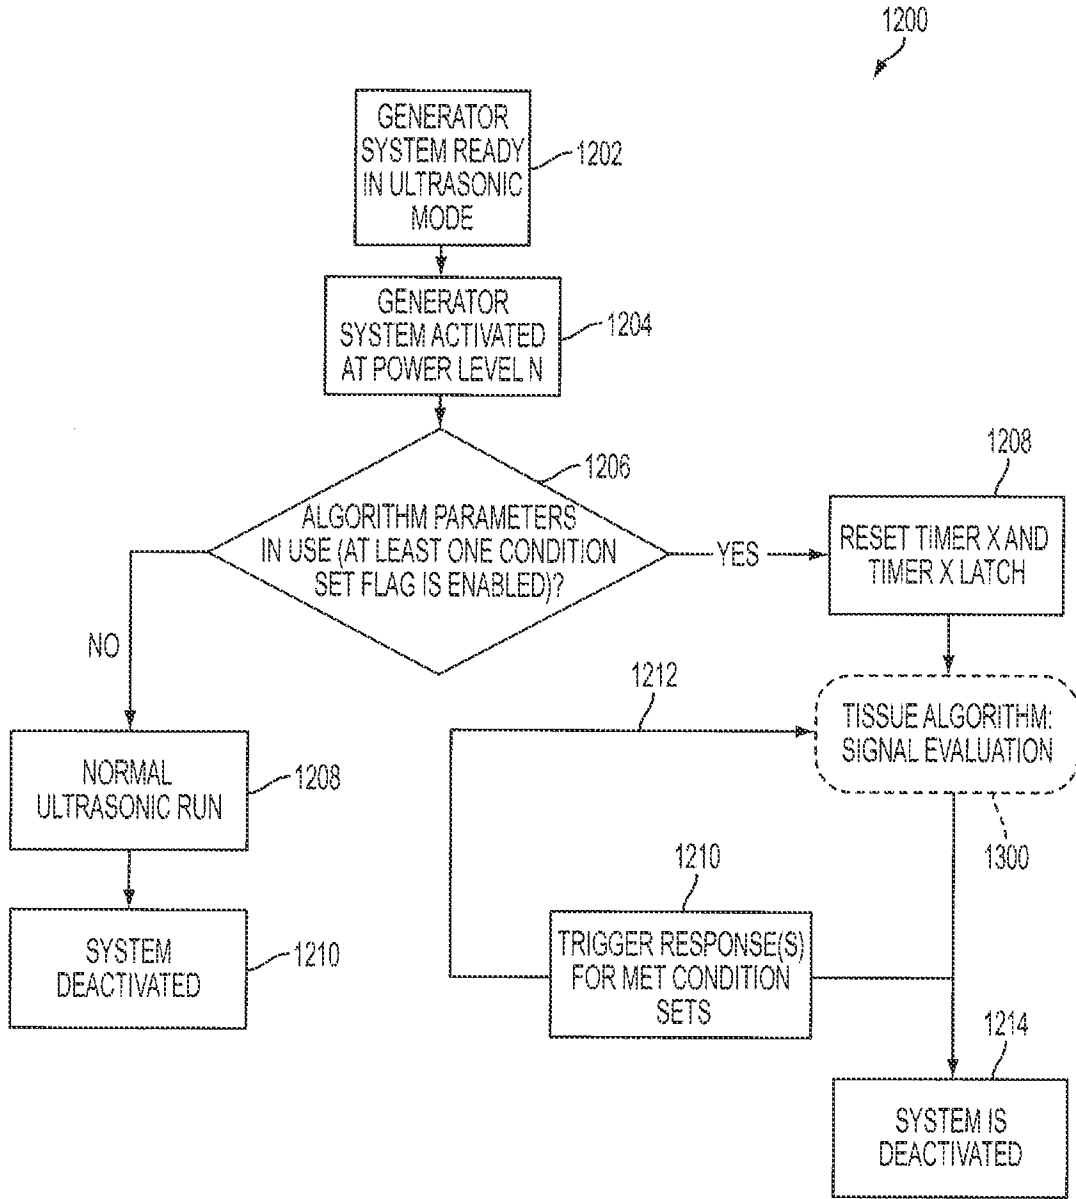 1200
GENERATOR
SYSTEM READY
IN ULTRASONIC
MODE
1202
GENERATOR
SYSTEM ACTIVATED
AT POWER LEVEL N
1204
1206
ALGORITHM PARAMETERS
IN USE (AT LEAST ONE CONDITION
SET FLAG IS ENABLED)?
YES
1208
RESET TIMER X AND
TIMER X LATCH
NO
1212
TISSUE ALGORITHM:
SIGNAL EVALUATION
1300
NORMAL
ULTRASONIC RUN
1208
1210
TRIGGER RESPONSE(S)
FOR MET CONDITION
SETS
SYSTEM
DEACTIVATED
1210
1214
SYSTEM IS
DEACTIVATED